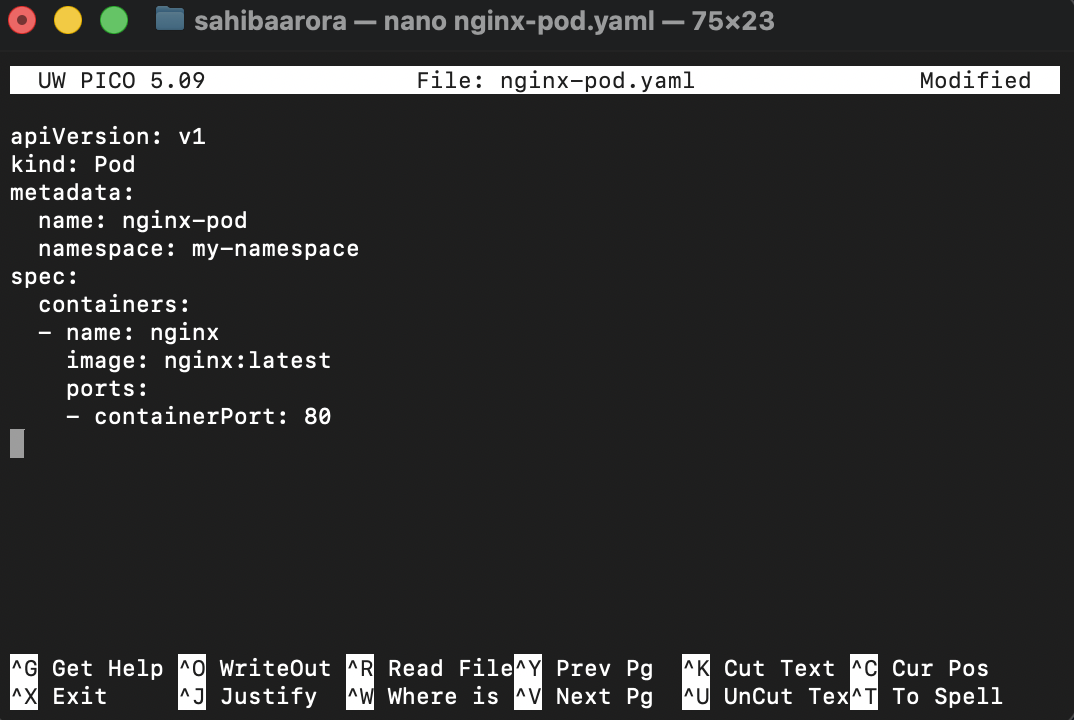 sahibaarora — nano nginx-pod.yaml — 75×23
UW PICO 5.09 File: nginx-pod.yaml Modified
apiVersion: v1
kind: Pod
metadata:
  name: nginx-pod
  namespace: my-namespace
spec:
  containers:
  - name: nginx
    image: nginx:latest
    ports:
    - containerPort: 80
^G Get Help ^O WriteOut ^R Read File ^Y Prev Pg ^K Cut Text ^C Cur Pos
^X Exit ^J Justify ^W Where is ^V Next Pg ^U UnCut Tex ^T To Spell